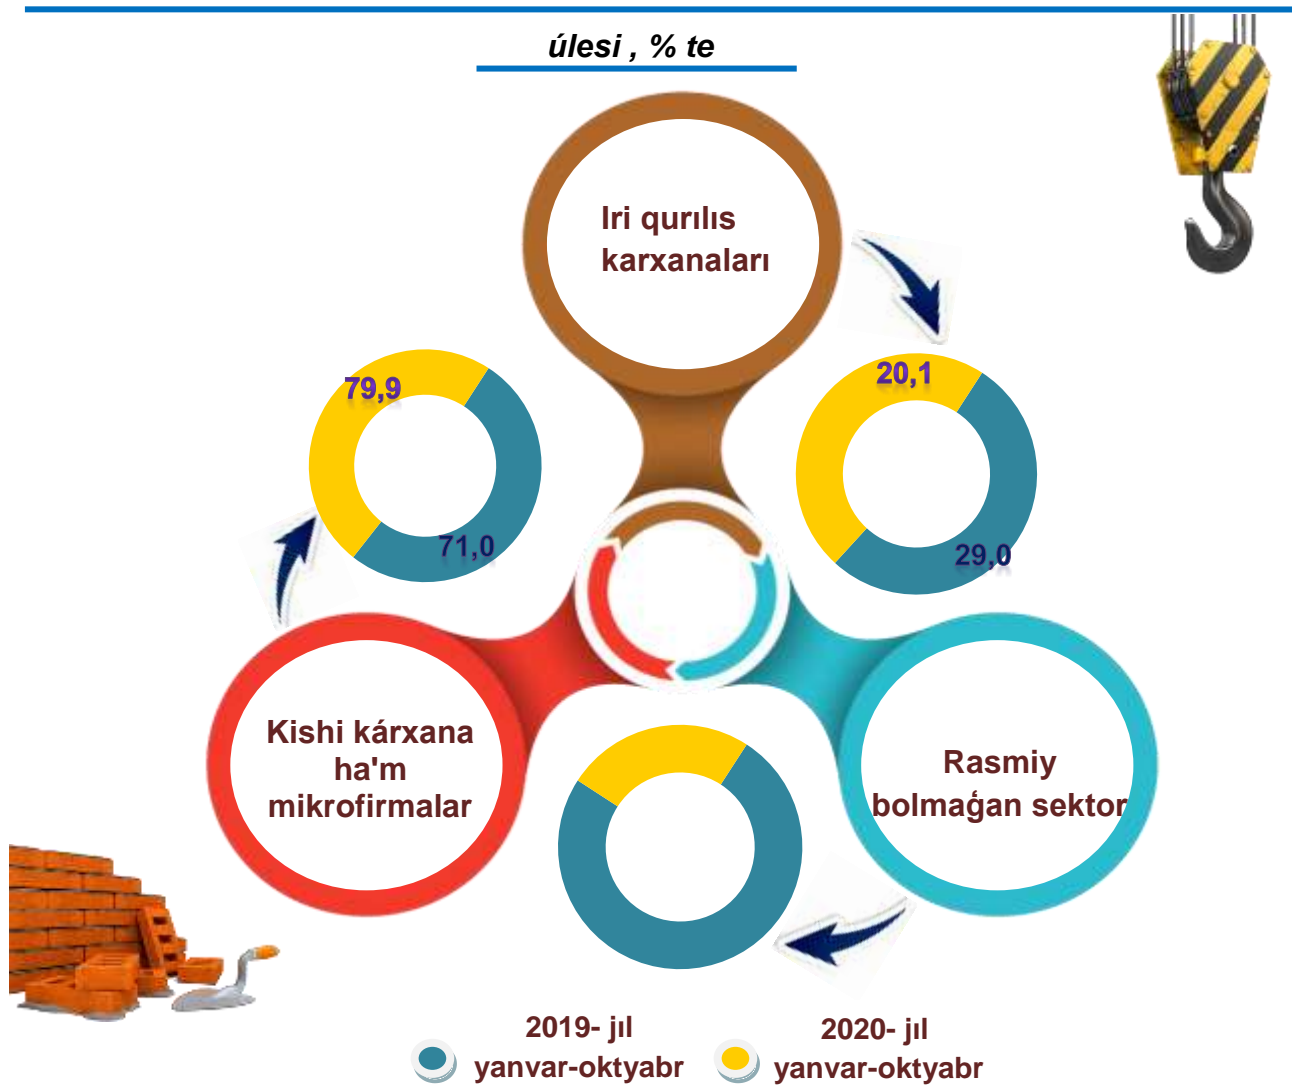 úlesi , % te
Iri qurılıs
karxanaları
79,9
71,0
20,1
29,0
Kishi kárxana
ha'm
mikrofirmalar
Rasmiy
bolmaģan sektor
2019- jıl
yanvar-oktyabr
2020- jıl
yanvar-oktyabr